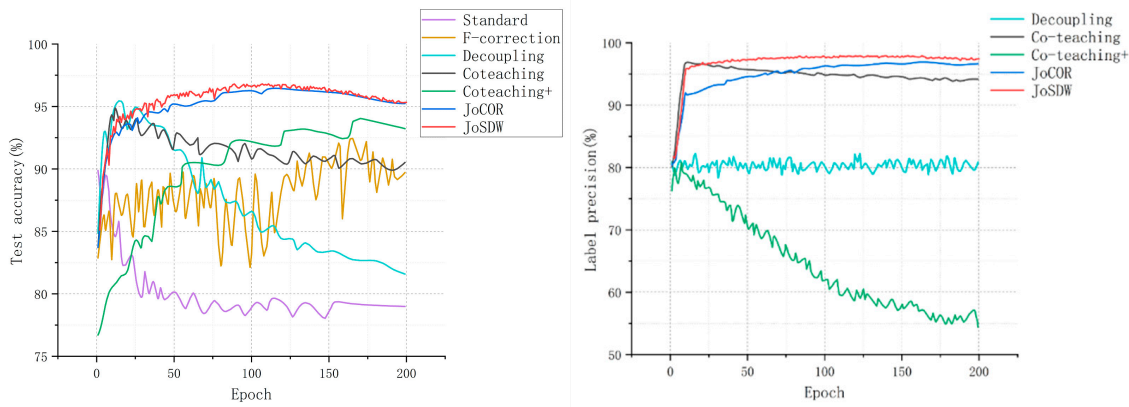 Standard
F-correction
Decoupling
Coteaching
Coteaching+
JoCOR
JoSDW
100
95
90
85
80
75
Test accuracy(%)
0
50
100
150
200
Epoch
Decoupling
Co-teaching
Co-teaching+
JoCOR
JoSDW
100
90
80
70
60
50
Label precision(%)
0
50
100
150
200
Epoch